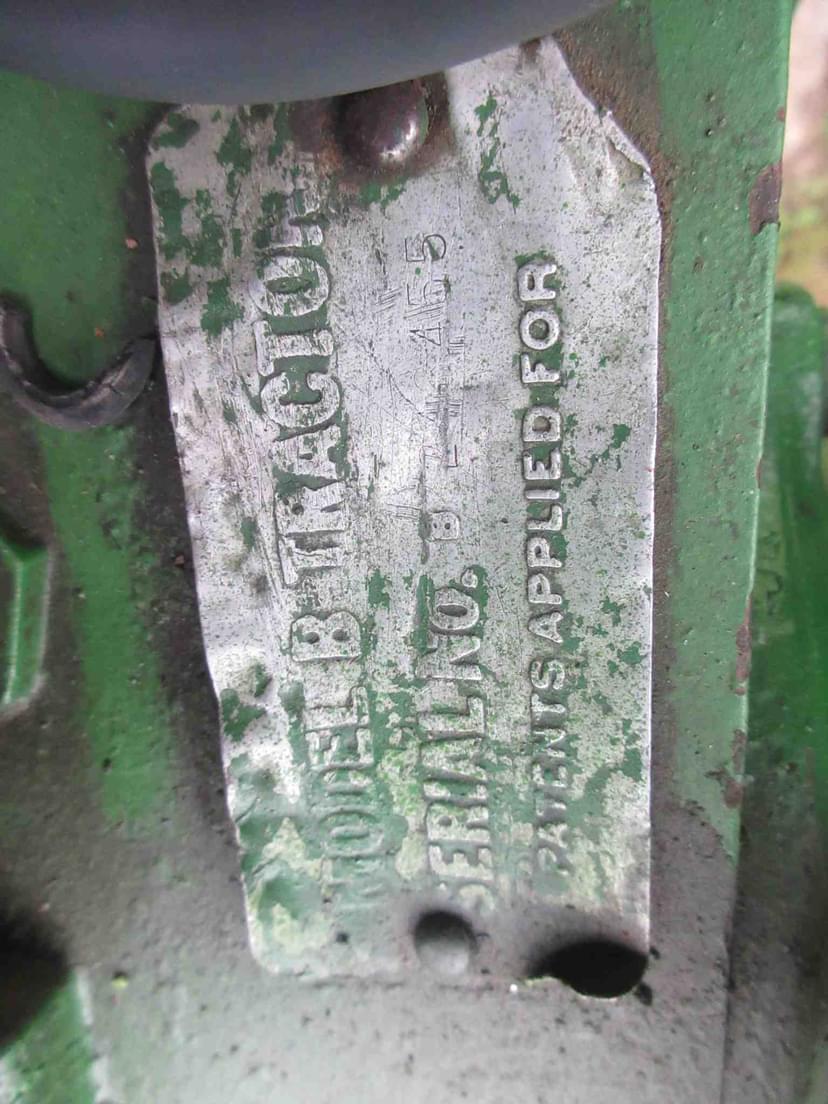 MODEL B TRACTOR
SERIAL NO. B
PATENTS APPLIED FOR